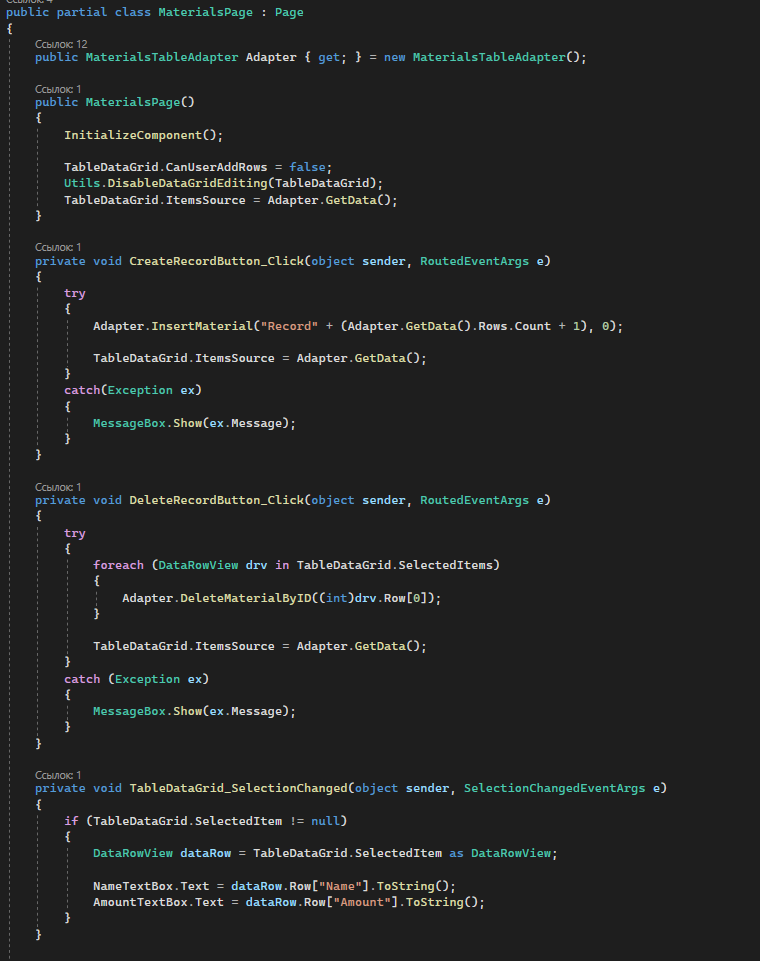 Ссылок: 4
public partial class MaterialsPage : Page
{
Ссылок: 12
public MaterialsTableAdapter Adapter { get; } = new MaterialsTableAdapter();
Ссылок: 1
public MaterialsPage()
{
InitializeComponent();
TableDataGrid.CanUserAddRows = false;
Utils.DisableDataGridEditing(TableDataGrid);
TableDataGrid.ItemsSource = Adapter.GetData();
}
Ссылок: 1
private void CreateRecordButton_Click(object sender, RoutedEventArgs e)
{
try
{
Adapter.InsertMaterial("Record" + (Adapter.GetData().Rows.Count + 1), 0);
TableDataGrid.ItemsSource = Adapter.GetData();
}
catch(Exception ex)
{
MessageBox.Show(ex.Message);
}
}
Ссылок: 1
private void DeleteRecordButton_Click(object sender, RoutedEventArgs e)
{
try
{
foreach (DataRowView drv in TableDataGrid.SelectedItems)
{
Adapter.DeleteMaterialByID((int)drv.Row[0]);
}
TableDataGrid.ItemsSource = Adapter.GetData();
}
catch (Exception ex)
{
MessageBox.Show(ex.Message);
}
}
Ссылок: 1
private void TableDataGrid_SelectionChanged(object sender, SelectionChangedEventArgs e)
{
if (TableDataGrid.SelectedItem != null)
{
DataRowView dataRow = TableDataGrid.SelectedItem as DataRowView;
NameTextBox.Text = dataRow.Row["Name"].ToString();
AmountTextBox.Text = dataRow.Row["Amount"].ToString();
}
}